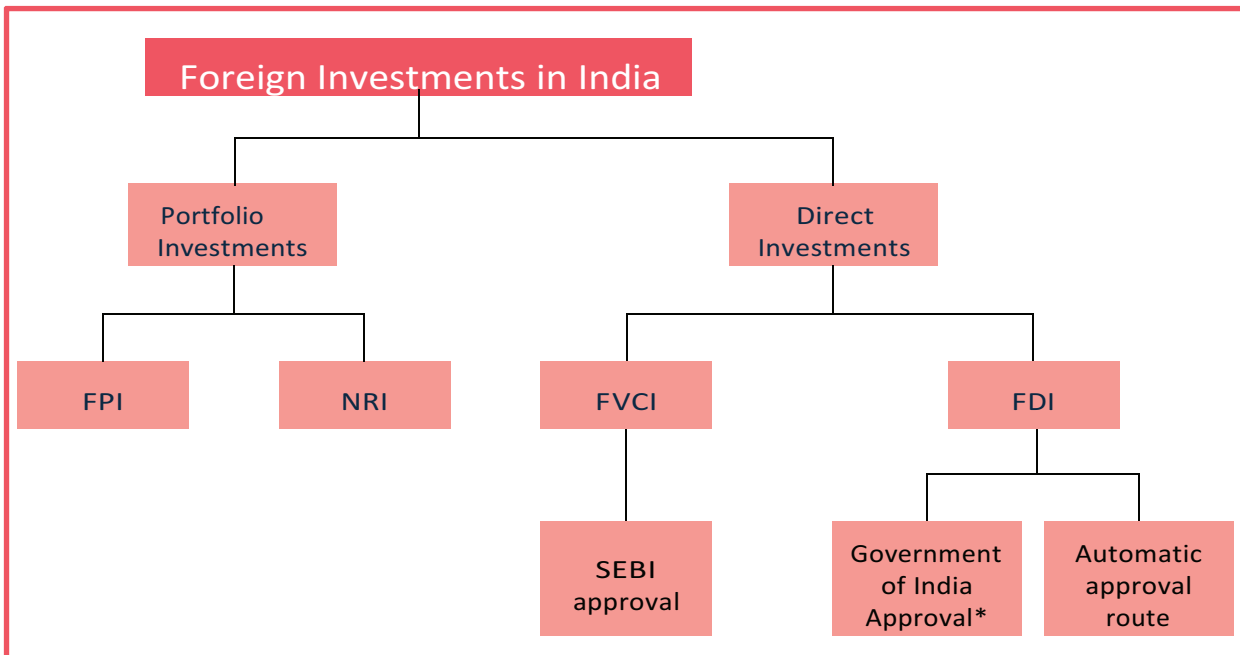 Foreign Investments in India
Portfolio
Investments
Direct
Investments
FPI
NRI
FVCI
FDI
SEBI
approval
Government
of India
Approval*
Automatic
approval
route